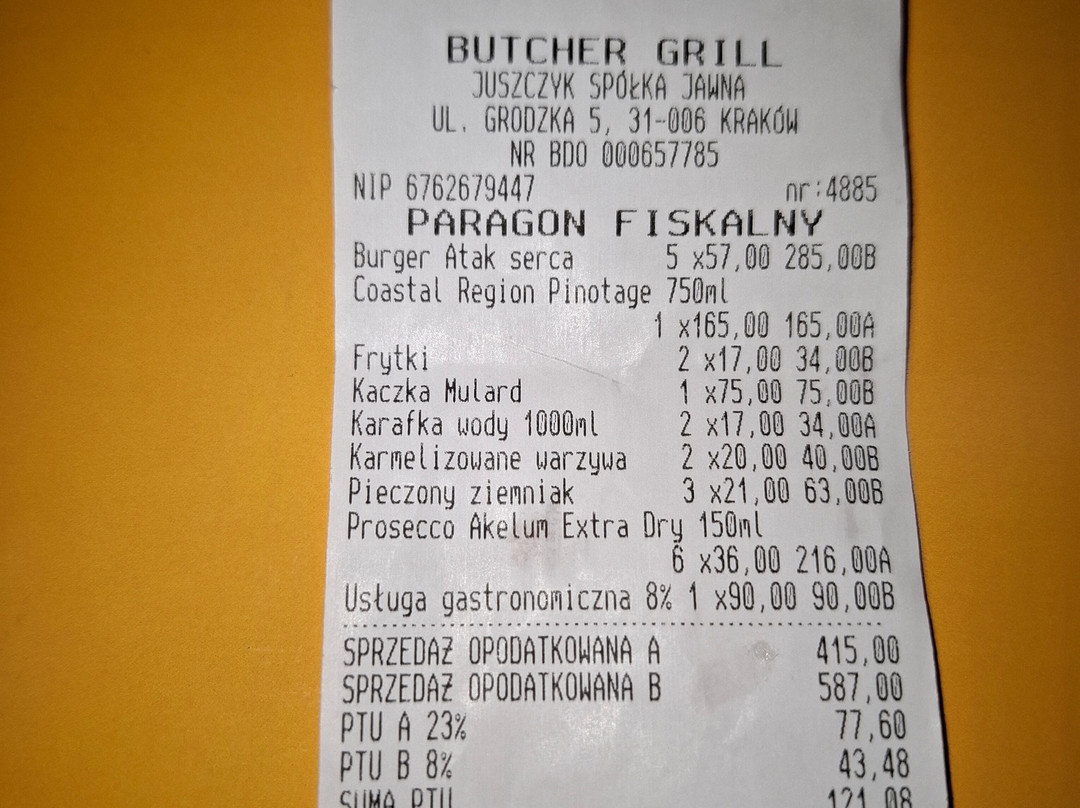 BUTCHER GRILL
JUSZCZYK SPÓŁKA JAWNA
UL. GRODZKA 5, 31-006 KRAKÓW
NR BDO 000657785
NIP 6762679447 nr:4885
PARAGON FISKALNY
Burger Atak serca 5 x57,00 285,00B
Coastal Region Pinotage 750ml
1 x165,00 165,00A
Frytki 2 x17,00 34,00B
Kaczka Mulard 1 x75,00 75,00B
Karafka wody 1000ml 2 x17,00 34,00A
Karmelizowane warzywa 2 x20,00 40,00B
Pieczony ziemniak 3 x21,00 63,00B
Prosecco Akelum Extra Dry 150ml
6 x36,00 216,00A
Usługa gastronomiczna 8% 1 x90,00 90,00B
SPRZEDAŻ OPODATKOWANA A 415,00
SPRZEDAŻ OPODATKOWANA B 587,00
PTU A 23% 77,60
PTU B 8% 43,48
SUMA PTU 121,08